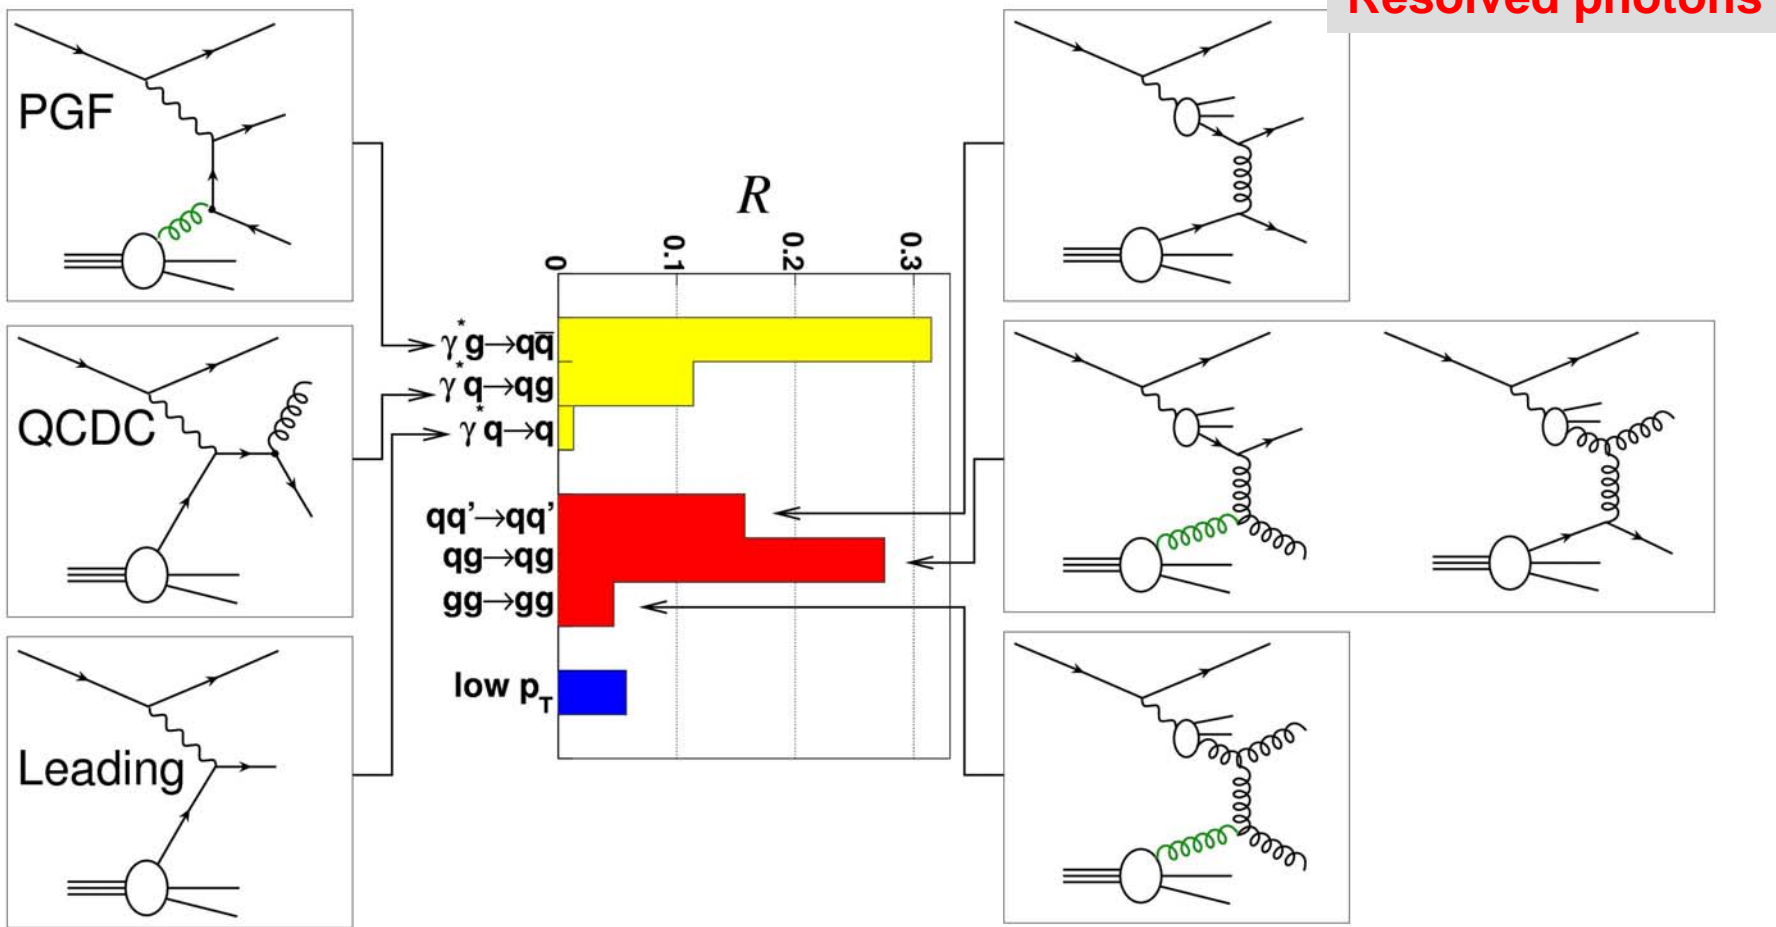 Resolved photons
PGF
QCDC
Leading
R
0 0.1 0.2 0.3
γ*g→qq̅
γ*q→qg
γ*q→q
qq'→qq'
qg→qg
gg→gg
low pT